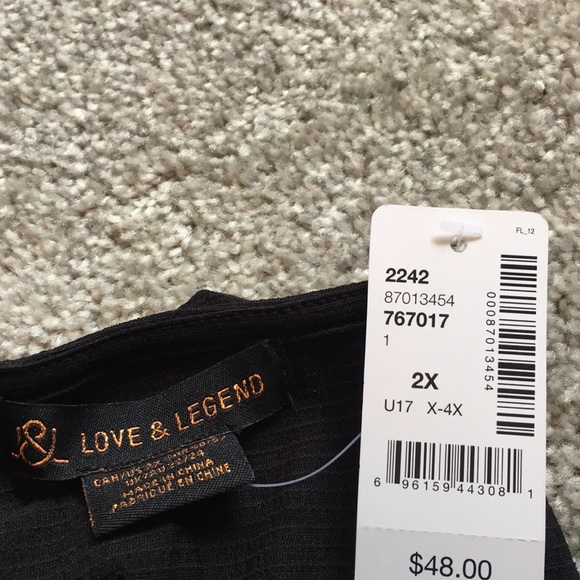 FL_12
2242
87013454
767017
1
2X
U17 X-4X
000087013454
6 96159 44308 1
$48.00
& LOVE & LEGEND
MADE IN CHINA
FABRIQUÉ EN CHINE